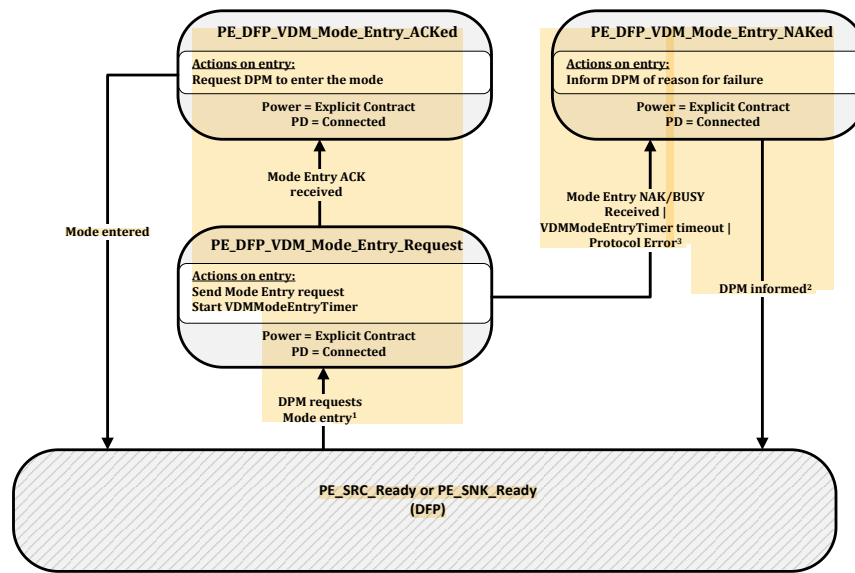 PE_DFP_VDM_Mode_Entry_ACKed
Actions on entry:
Request DPM to enter the mode
Power = Explicit Contract
PD = Connected
PE_DFP_VDM_Mode_Entry_NAKed
Actions on entry:
Inform DPM of reason for failure
Power = Explicit Contract
PD = Connected
Mode Entry ACK
received
Mode Entry NAK/BUSY
Received |
VDMModeEntryTimer timeout |
Protocol Error³
Mode entered
PE_DFP_VDM_Mode_Entry_Request
Actions on entry:
Send Mode Entry request
Start VDMModeEntryTimer
Power = Explicit Contract
PD = Connected
DPM informed²
DPM requests
Mode entry¹
PE_SRC_Ready or PE_SNK_Ready
(DFP)